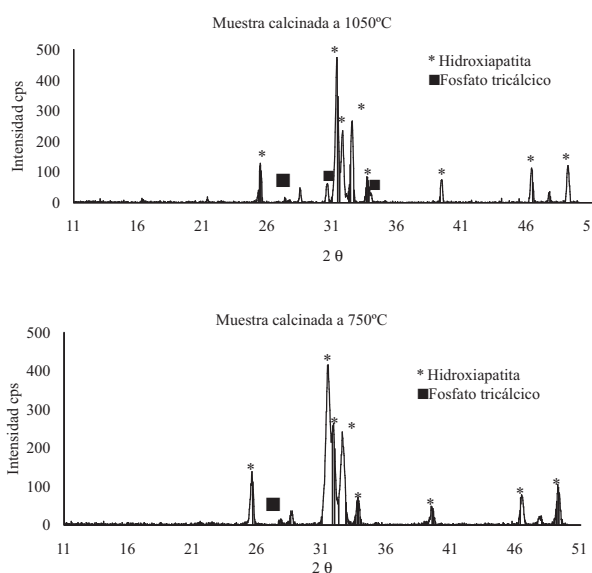 Muestra calcinada a 1050ºC
500
* Hidroxiapatita
400
■Fosfato tricálcico
300
200
100
0
Intensidad cps
11 16 21 26 31 36 41 46 51
2 θ
Muestra calcinada a 750ºC
500
400
* Hidroxiapatita
■Fosfato tricálcico
300
200
100
0
Intensidad cps
11 16 21 26 31 36 41 46 51
2 θ